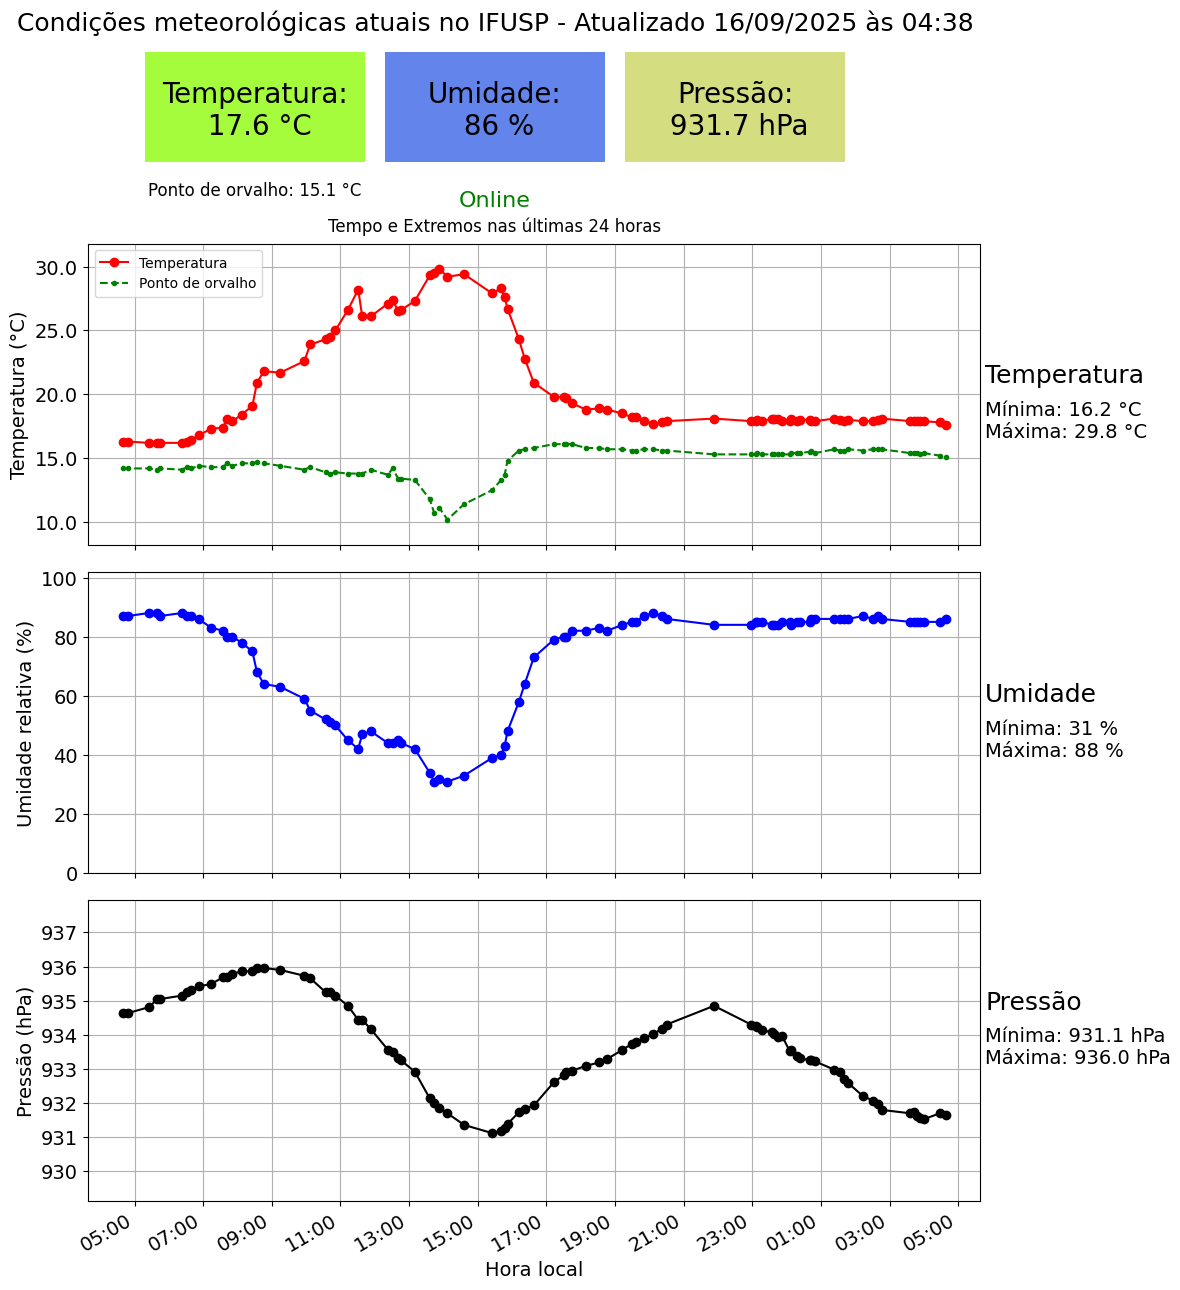 Condições meteorológicas atuais no IFUSP - Atualizado 16/09/2025 às 04:38
Temperatura:
17.6 °C
Umidade:
86 %
Pressão:
931.7 hPa
Ponto de orvalho: 15.1 °C
Online
Tempo e Extremos nas últimas 24 horas
Temperatura (°C)
30.0
25.0
20.0
15.0
10.0
Temperatura
Ponto de orvalho
Temperatura
Mínima: 16.2 °C
Máxima: 29.8 °C
Umidade relativa (%)
100
80
60
40
20
0
Umidade
Mínima: 31 %
Máxima: 88 %
Pressão (hPa)
937
936
935
934
933
932
931
930
Pressão
Mínima: 931.1 hPa
Máxima: 936.0 hPa
05:00
07:00
09:00
11:00
13:00
15:00
17:00
19:00
21:00
23:00
01:00
03:00
05:00
Hora local